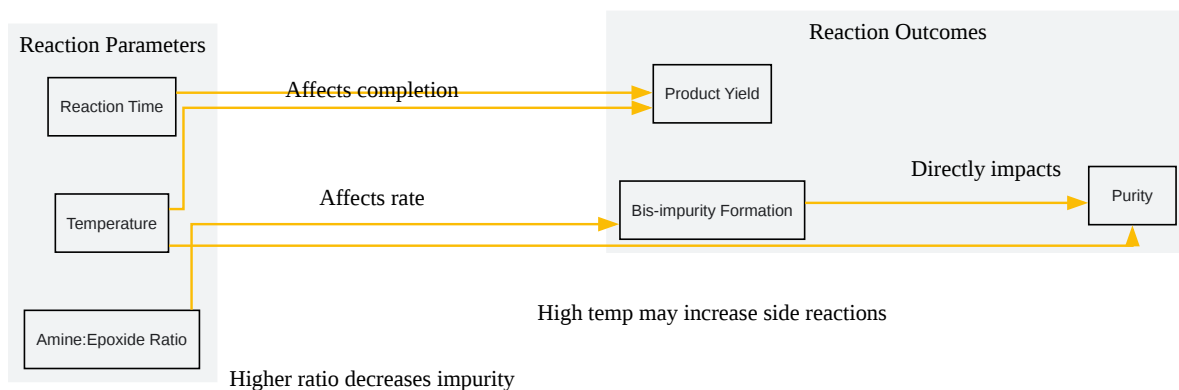 Reaction Parameters
Reaction Outcomes
Reaction Time
Affects completion
Product Yield
Temperature
Affects rate
Bis-impurity Formation
Directly impacts
Purity
High temp may increase side reactions
Amine:Epoxide Ratio
Higher ratio decreases impurity